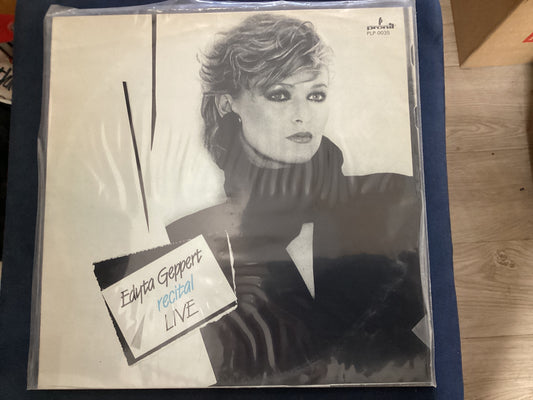 pronit
PLP 0035
Edyta Geppert
recital
LIVE